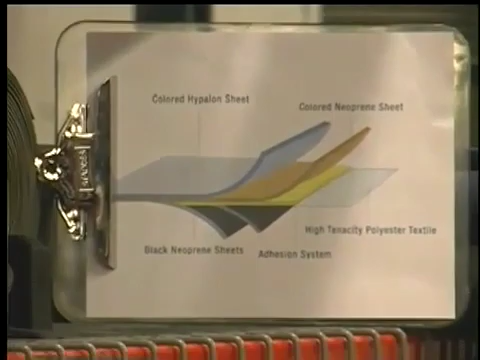 Colored Hypalon Sheet
Colored Neoprene Sheet
High Tenacity Polyester Textile
Black Neoprene Sheets
Adhesion System